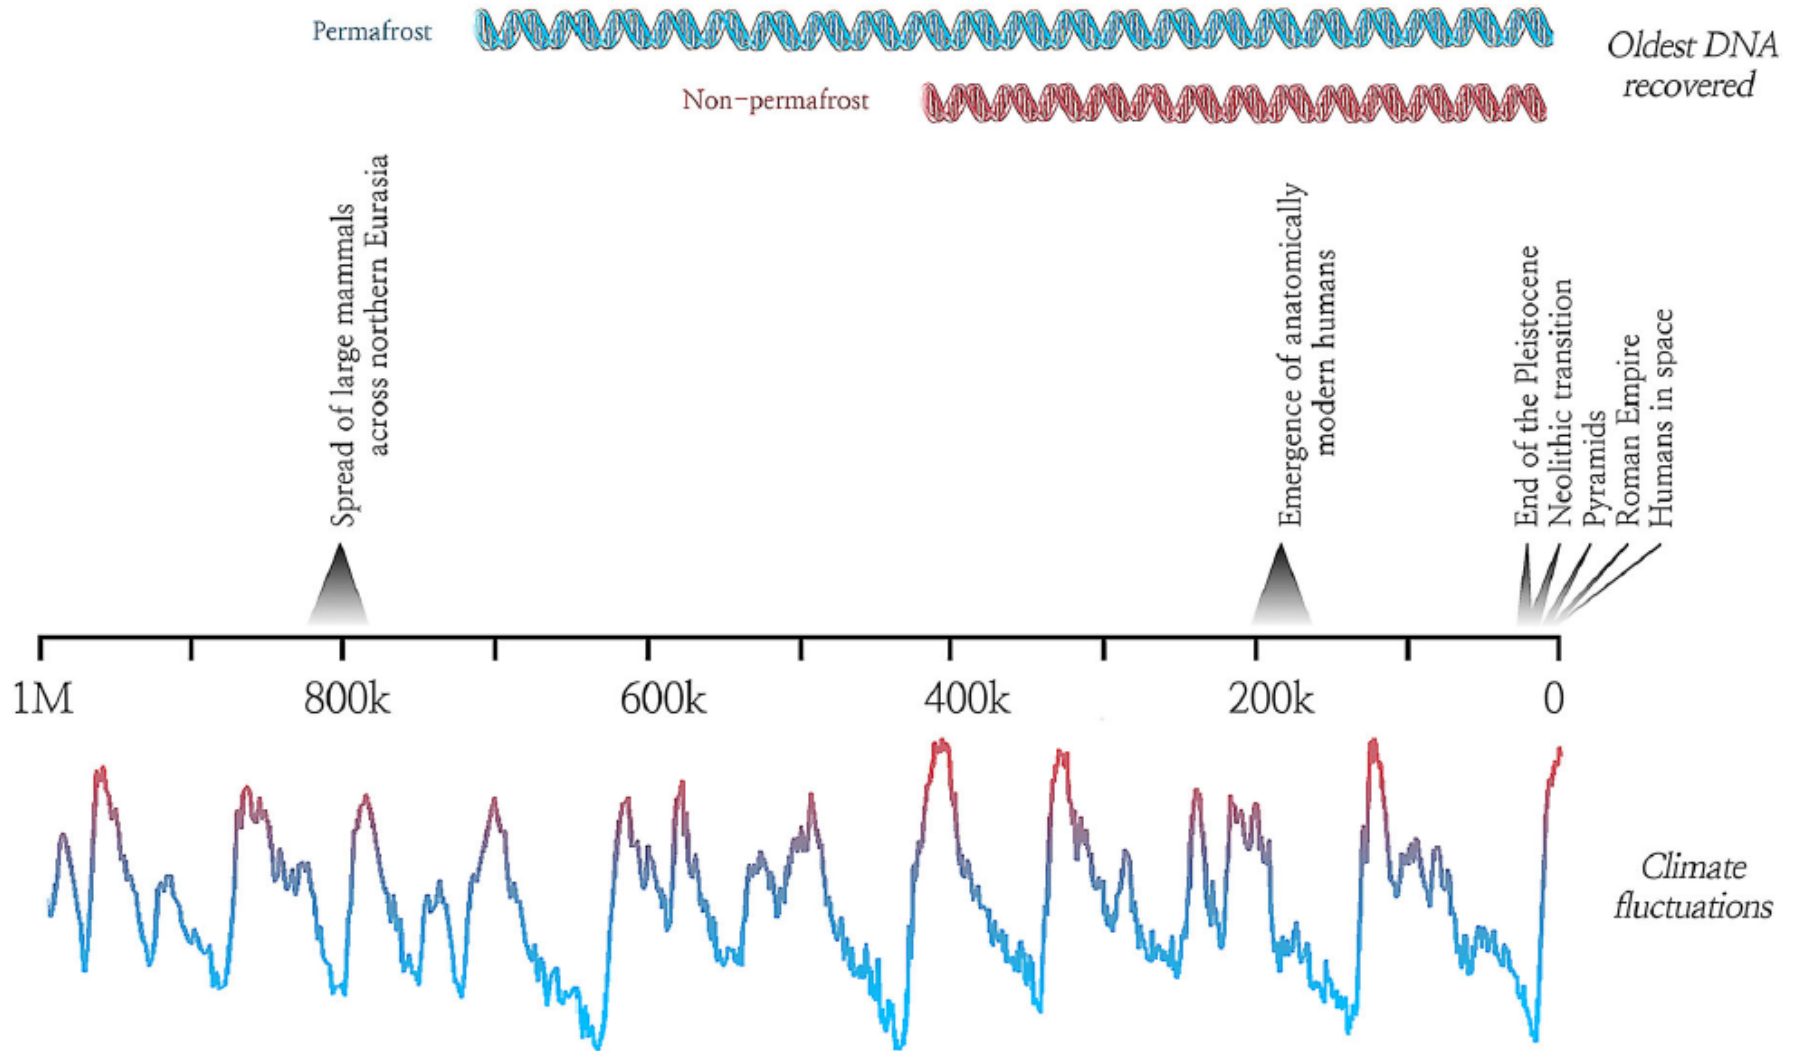 Permafrost
Oldest DNA
recovered
Non-permafrost
Spread of large mammals
across northern Eurasia
Emergence of anatomically
modern humans
End of the Pleistocene
Neolithic transition
Pyramids
Roman Empire
Humans in space
1M 800k 600k 400k 200k 0
Climate
fluctuations